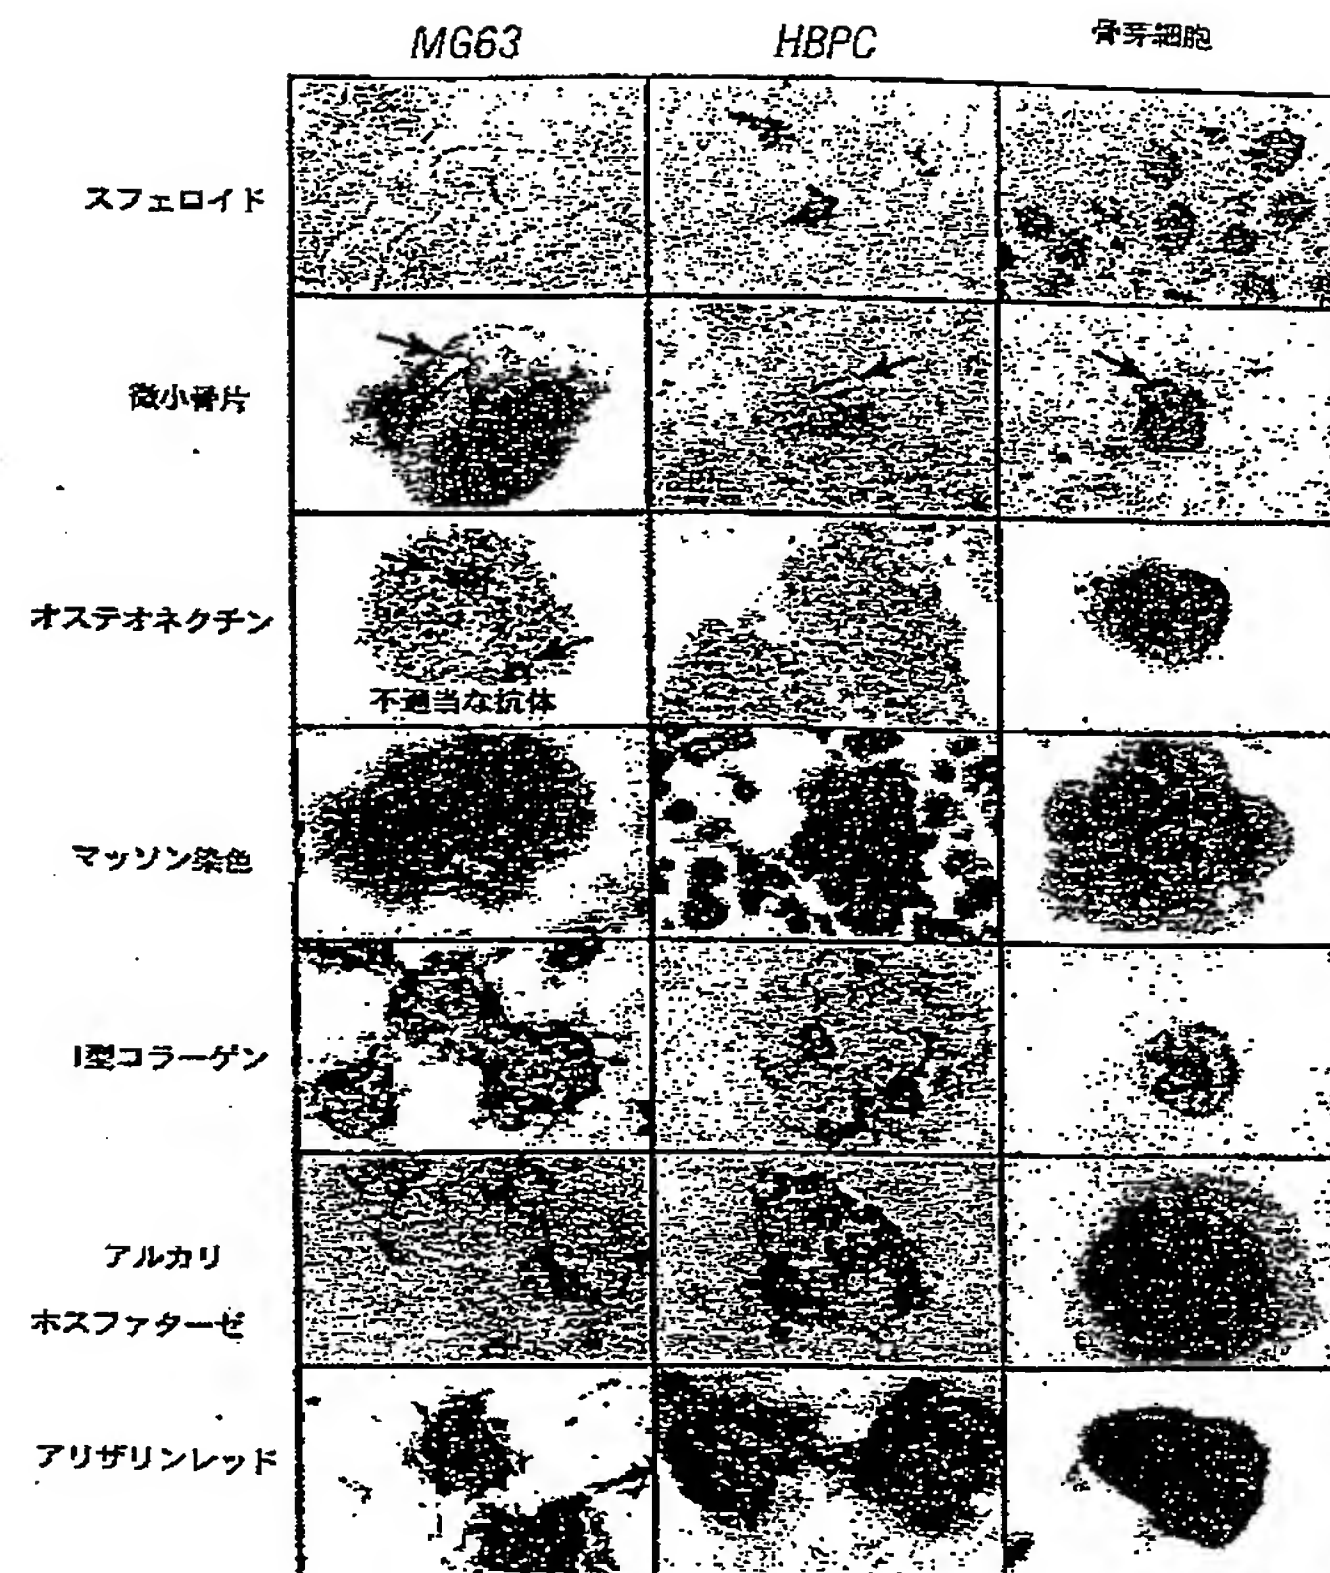 MG63 HBPC 骨芽細胞
スフェロイド
微小骨片
オステオネクチン
不適当な抗体
マッソン染色
I型コラーゲン
アルカリ
ホスファターゼ
アリザリンレッド